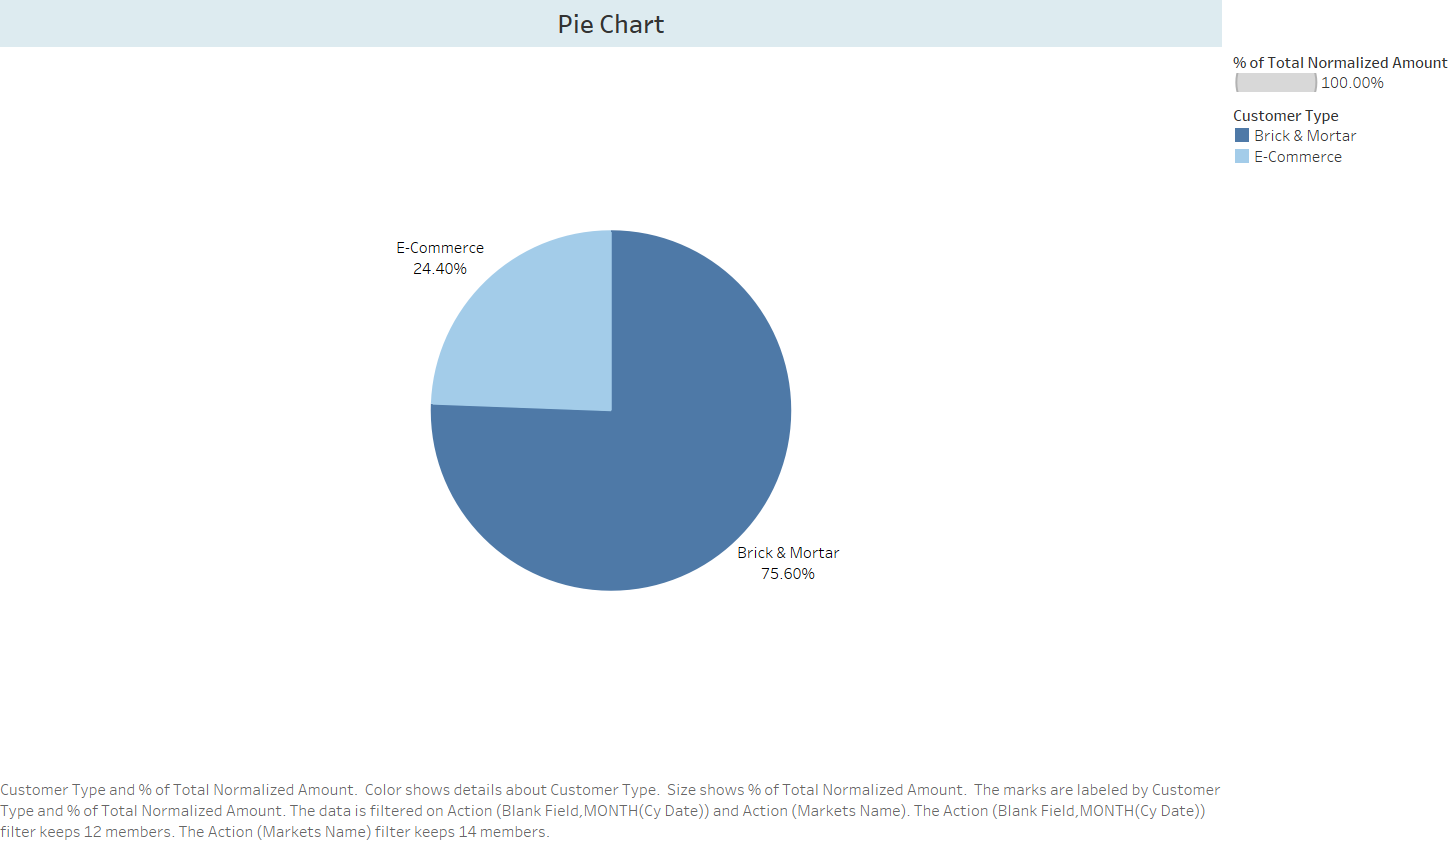 Pie Chart
% of Total Normalized Amount
100.00%
Customer Type
Brick & Mortar
E-Commerce
E-Commerce
24.40%
Brick & Mortar
75.60%
Customer Type and % of Total Normalized Amount.  Color shows details about Customer Type.  Size shows % of Total Normalized Amount.  The marks are labeled by Customer
Type and % of Total Normalized Amount. The data is filtered on Action (Blank Field,MONTH(Cy Date)) and Action (Markets Name). The Action (Blank Field,MONTH(Cy Date))
filter keeps 12 members. The Action (Markets Name) filter keeps 14 members.